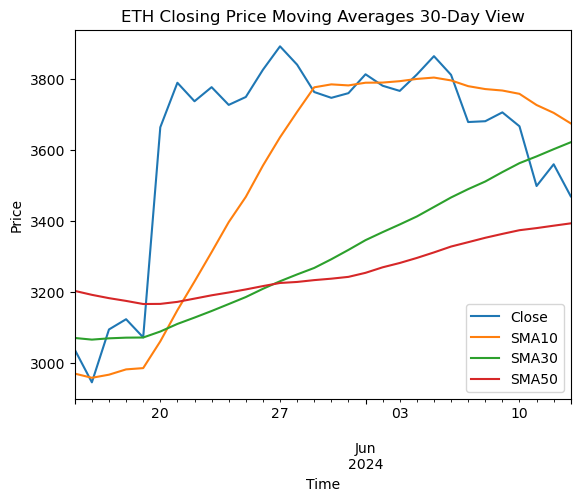 ETH Closing Price Moving Averages 30-Day View
3800
3600
3400
3200
3000
Price
Close
SMA10
SMA30
SMA50
20
27
03
10
Jun
2024
Time